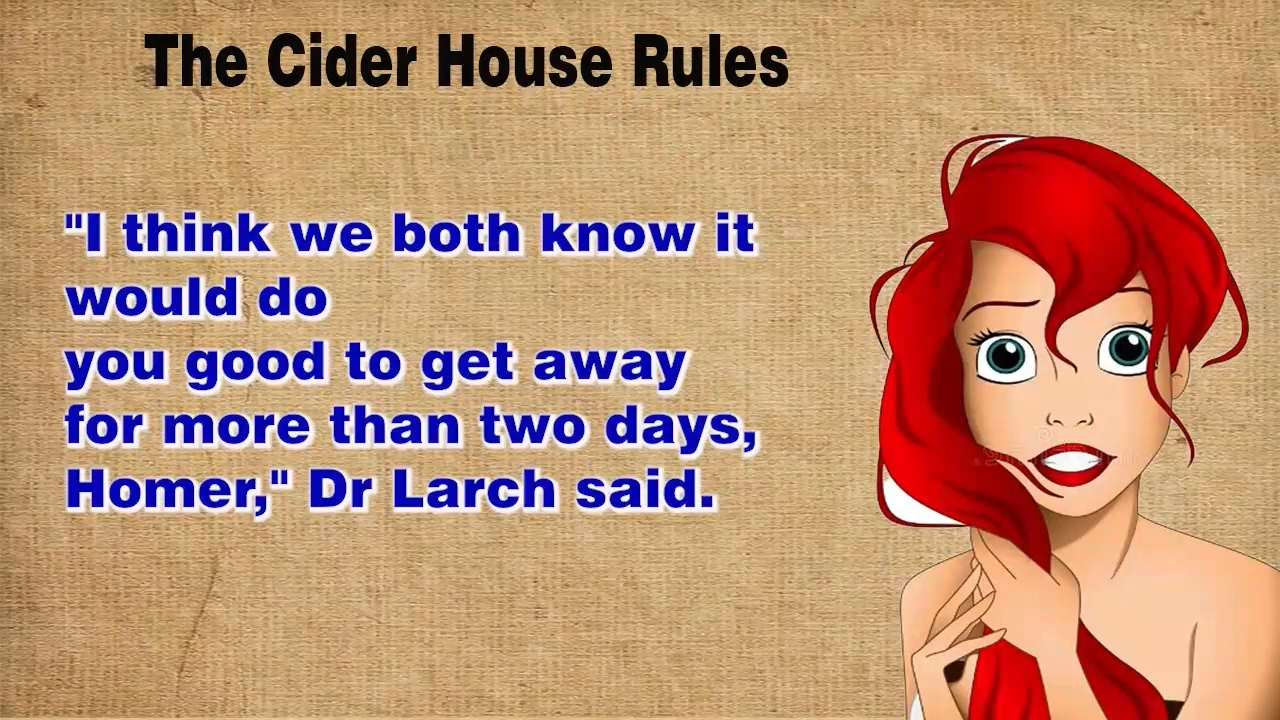 The Cider House Rules
"I think we both know it
would do
you good to get away
for more than two days,
Homer," Dr Larch said.